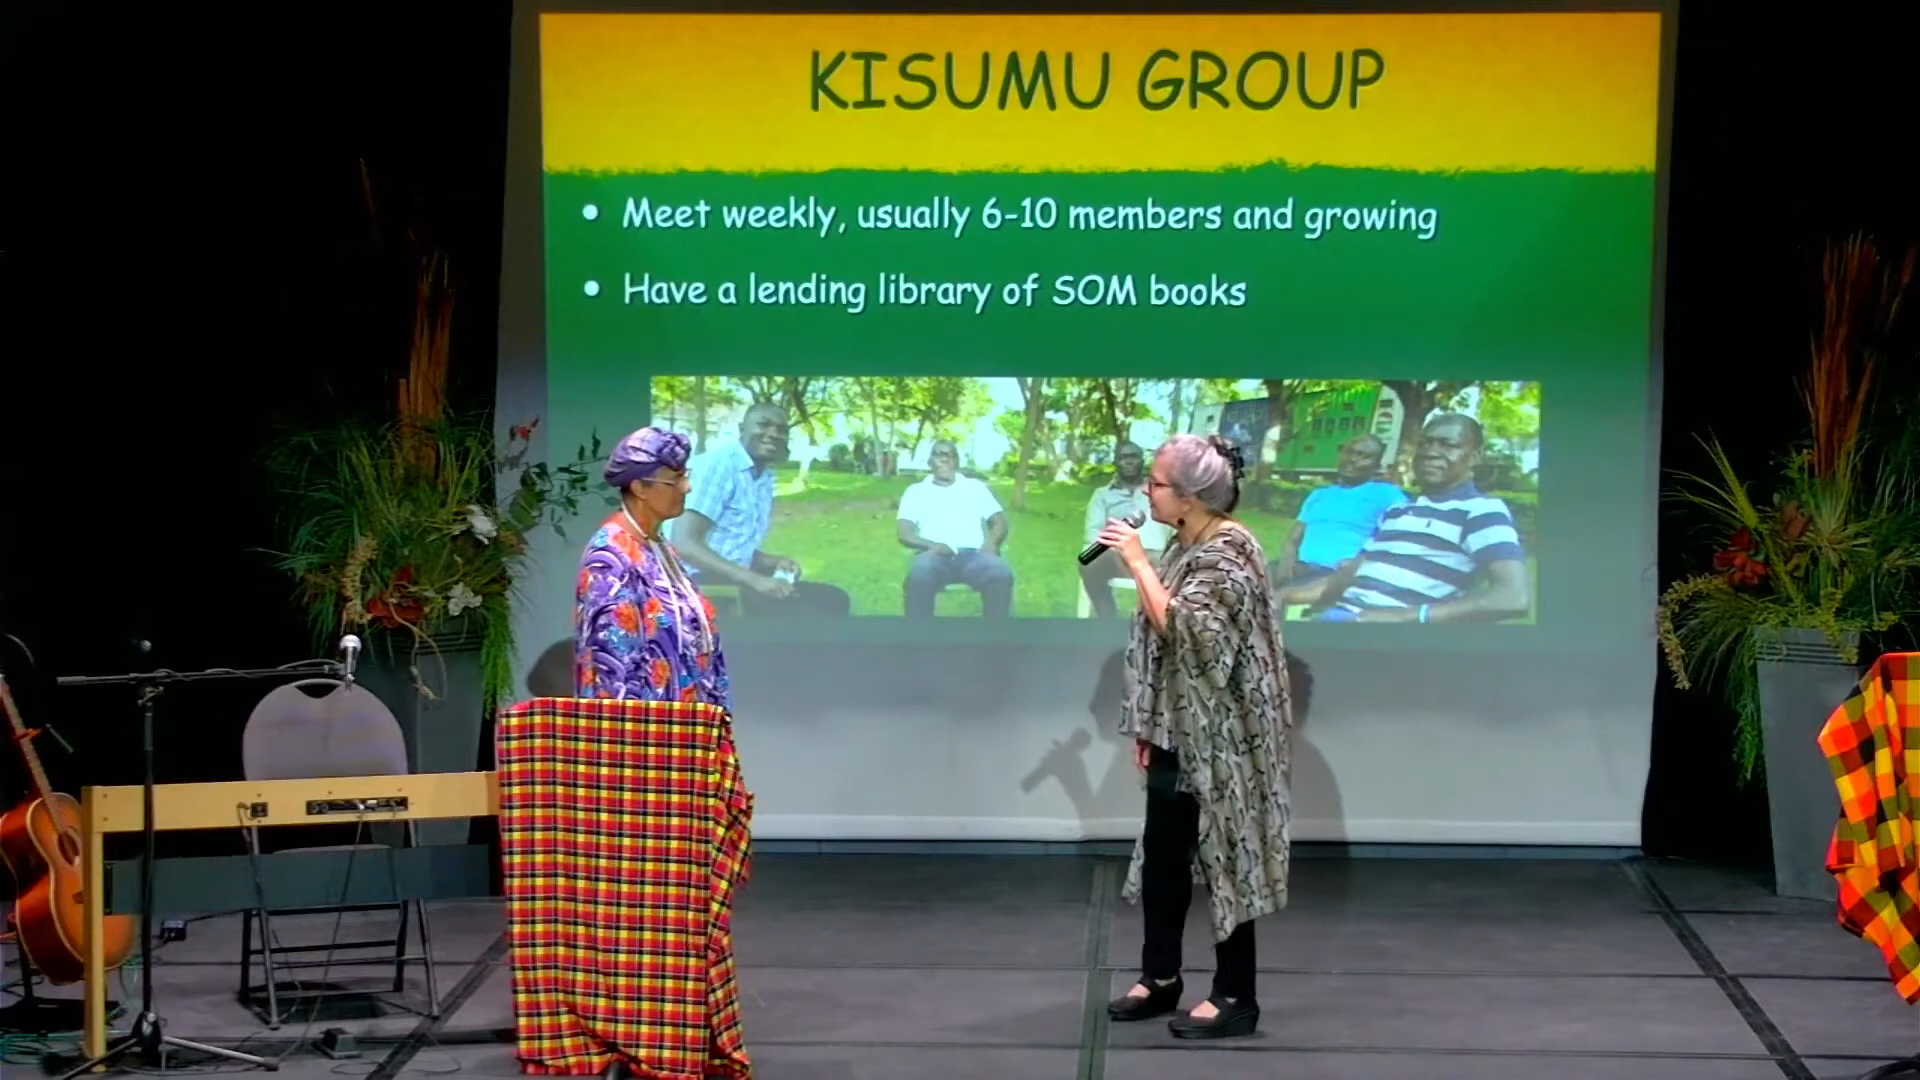 KISUMU GROUP
• Meet weekly, usually 6-10 members and growing
• Have a lending library of SOM books